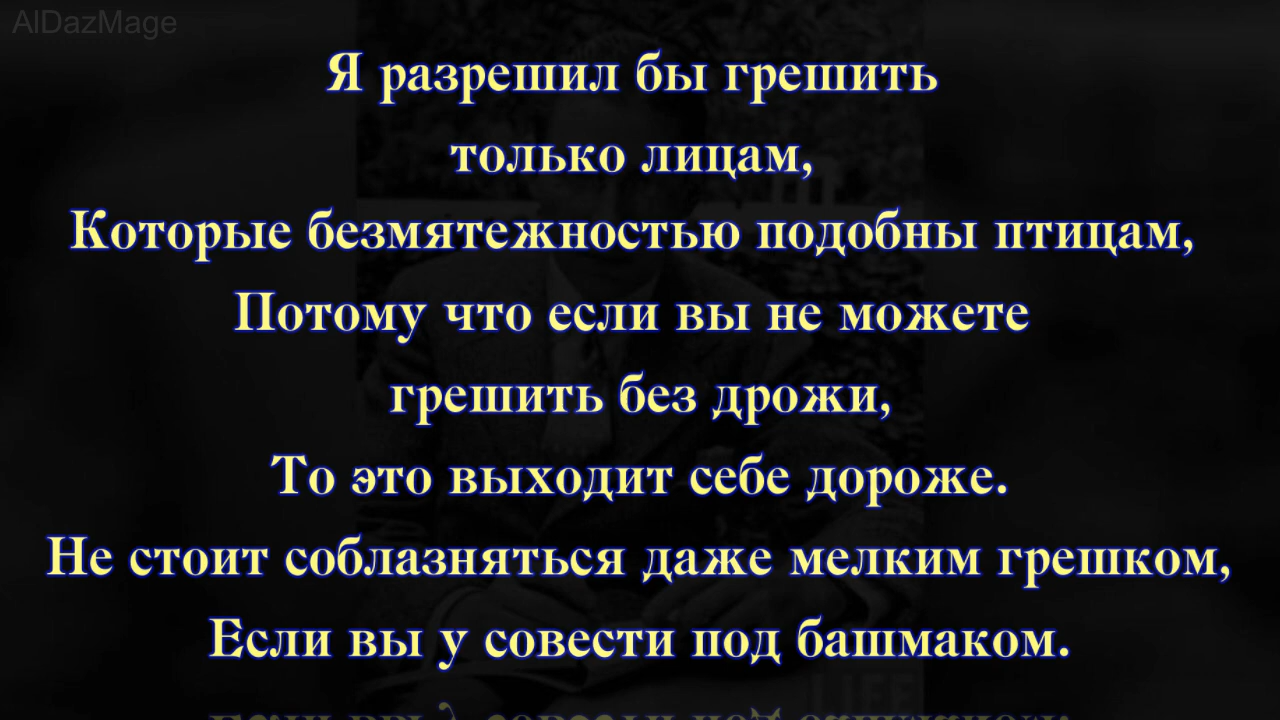 AlDazMage
Я разрешил бы грешить
только лицам,
Которые безмятежностью подобны птицам,
Потому что если вы не можете
грешить без дрожи,
То это выходит себе дороже.
Не стоит соблазняться даже мелким грешком,
Если вы у совести под башмаком.
LIFE